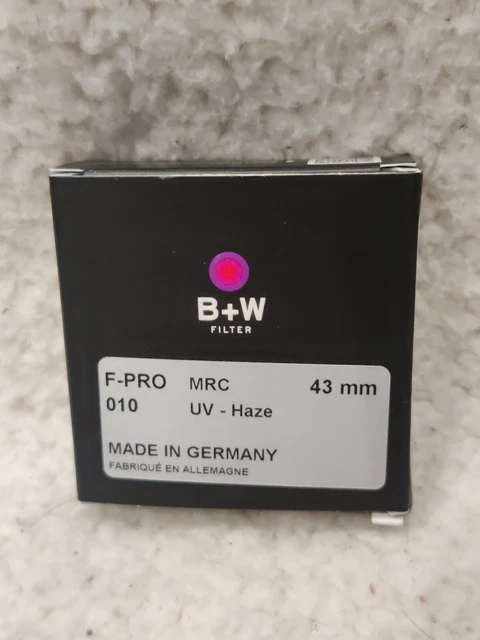 B+W
FILTER
F-PRO MRC 43 mm
010 UV - Haze
MADE IN GERMANY
FABRIQUÉ EN ALLEMAGNE